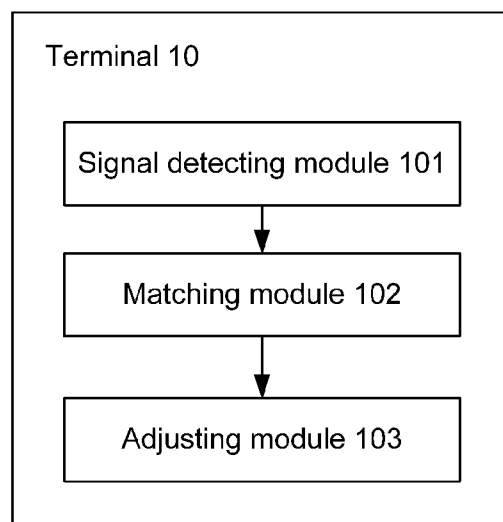 Terminal 10
Signal detecting module 101
Matching module 102
Adjusting module 103